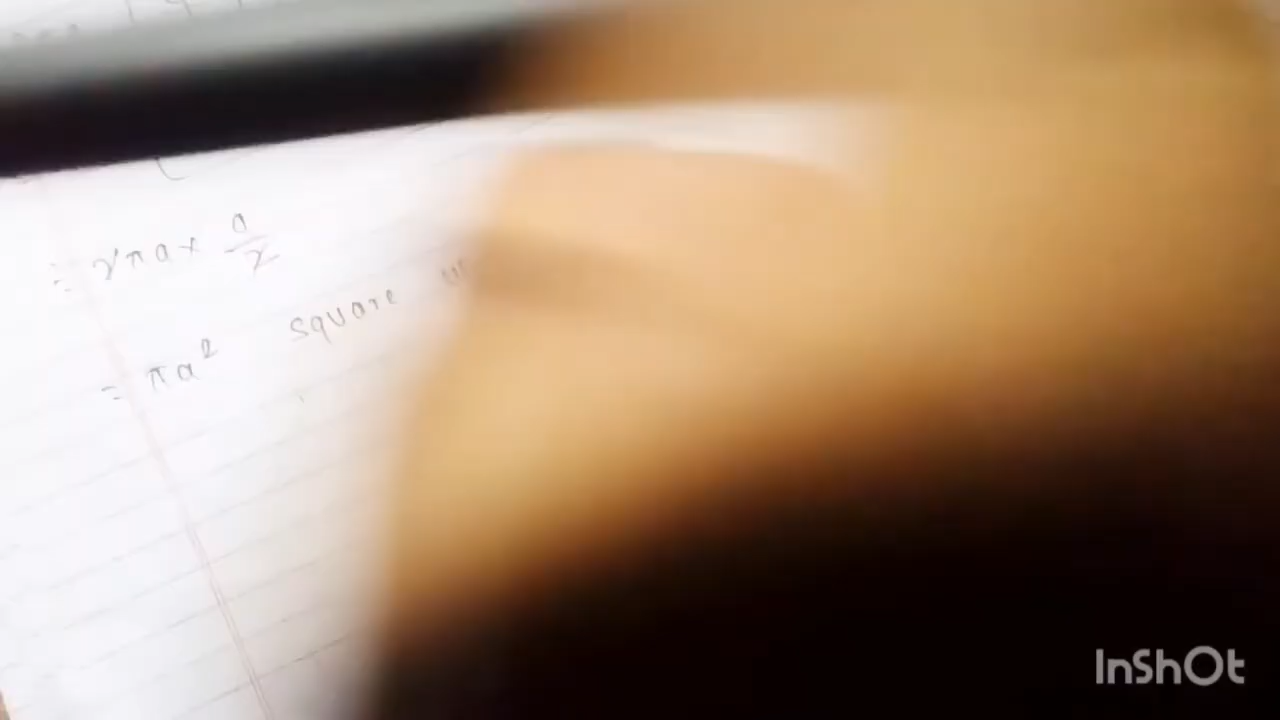 = 2πa × a/2
= πa² square
InShOt